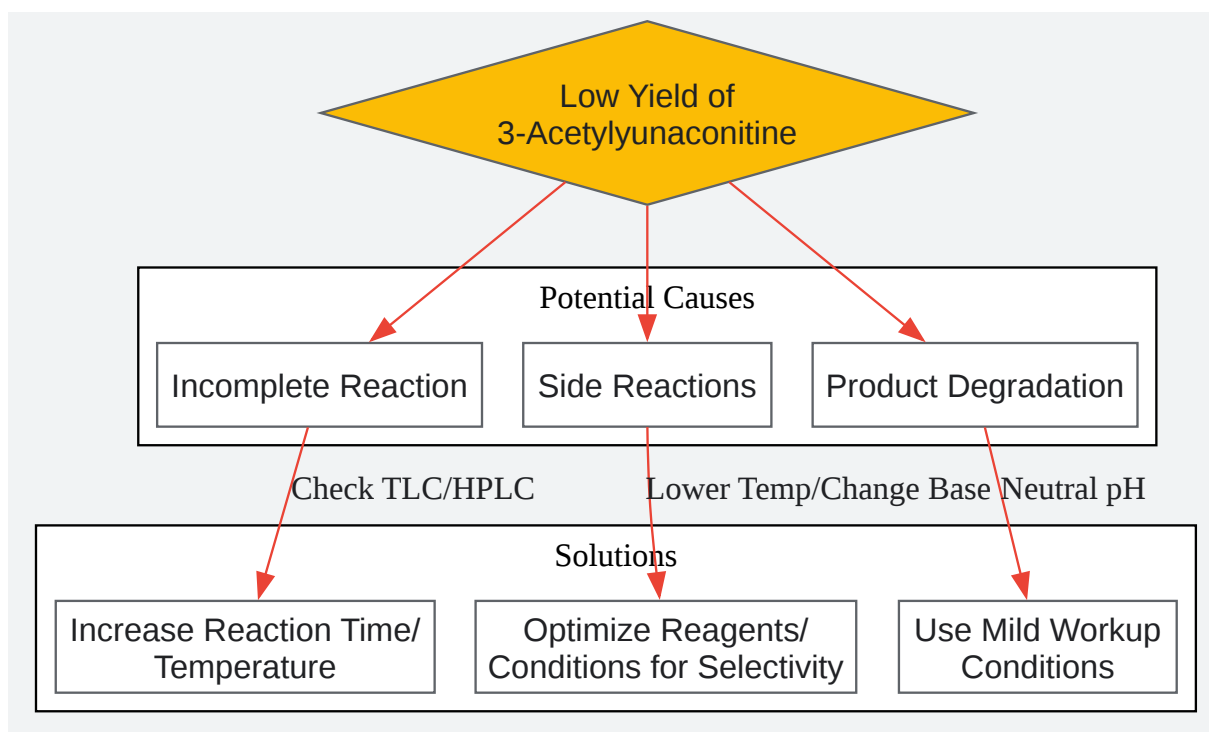 Low Yield of
3-Acetylyunaconitine
Potential Causes
Incomplete Reaction
Side Reactions
Product Degradation
Check TLC/HPLC
Lower Temp/Change Base
Neutral pH
Solutions
Increase Reaction Time/
Temperature
Optimize Reagents/
Conditions for Selectivity
Use Mild Workup
Conditions